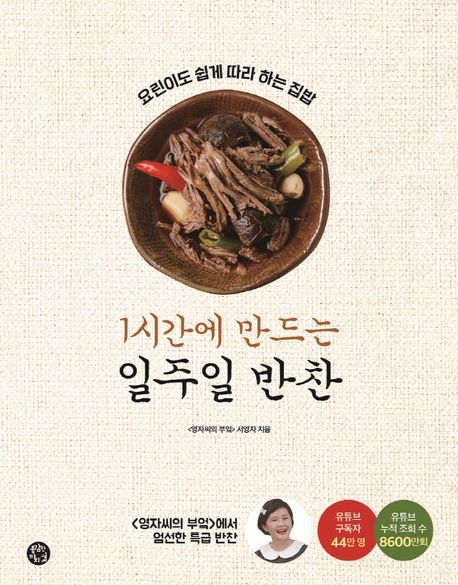 요린이도 쉽게 따라 하는 집밥
1시간에 만드는
일주일 반찬
<영자씨의 부엌> 서영자 지음
<영자씨의 부엌>에서
엄선한 특급 반찬
유튜브
구독자
44만 명
유튜브
누적 조회 수
8600만회